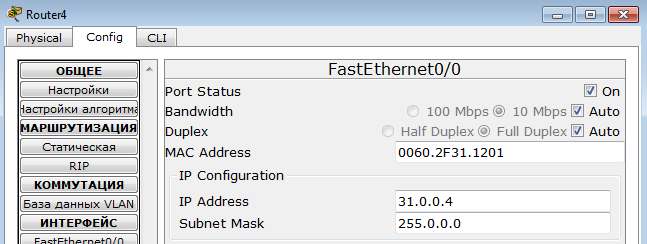 Router4
Physical Config CLI
ОБЩЕЕ
Настройки
Настройки алгоритма
МАРШРУТИЗАЦИЯ
Статическая
RIP
КОММУТАЦИЯ
База данных VLAN
ИНТЕРФЕЙС
FastEthernet0/0
FastEthernet0/0
Port Status On
Bandwidth 100 Mbps 10 Mbps Auto
Duplex Half Duplex Full Duplex Auto
MAC Address 0060.2F31.1201
IP Configuration
IP Address 31.0.0.4
Subnet Mask 255.0.0.0